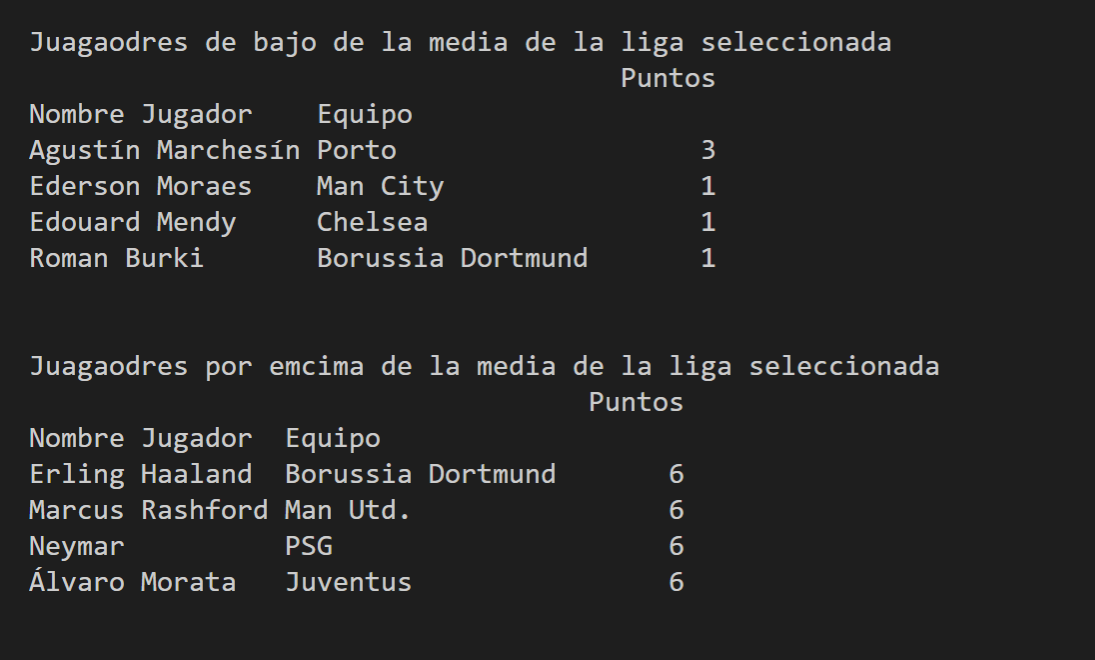 Juagaodres de bajo de la media de la liga seleccionada
Puntos
Nombre Jugador Equipo
Agustín Marchesín Porto 3
Ederson Moraes Man City 1
Edouard Mendy Chelsea 1
Roman Burki Borussia Dortmund 1
Juagaodres por emcima de la media de la liga seleccionada
Puntos
Nombre Jugador Equipo
Erling Haaland Borussia Dortmund 6
Marcus Rashford Man Utd. 6
Neymar PSG 6
Álvaro Morata Juventus 6